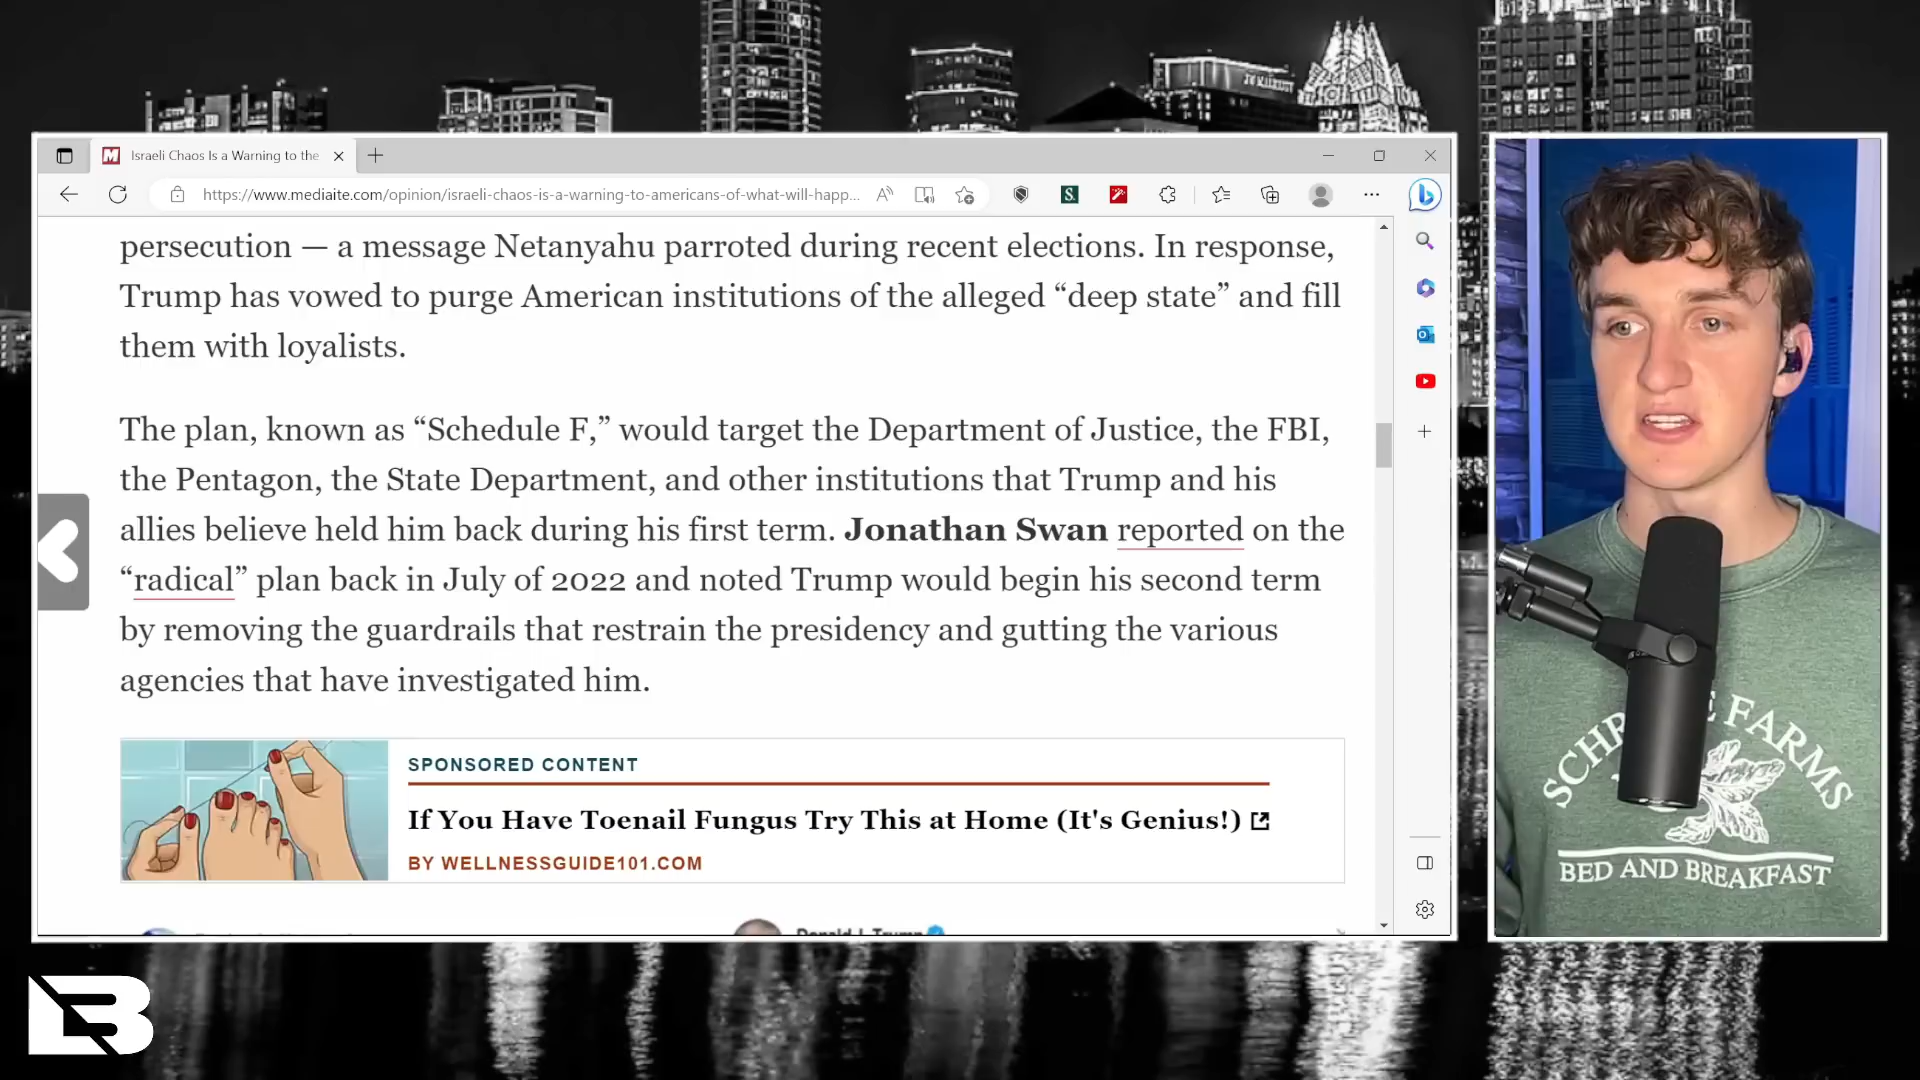 Israeli Chaos Is a Warning to the
https://www.mediaite.com/opinion/israeli-chaos-is-a-warning-to-americans-of-what-will-happ...
persecution — a message Netanyahu parroted during recent elections. In response,
Trump has vowed to purge American institutions of the alleged “deep state” and fill
them with loyalists.
The plan, known as “Schedule F,” would target the Department of Justice, the FBI,
the Pentagon, the State Department, and other institutions that Trump and his
allies believe held him back during his first term. Jonathan Swan reported on the
“radical” plan back in July of 2022 and noted Trump would begin his second term
by removing the guardrails that restrain the presidency and gutting the various
agencies that have investigated him.
SPONSORED CONTENT
If You Have Toenail Fungus Try This at Home (It's Genius!)
BY WELLNESSGUIDE101.COM
Donald J. Trump
FARMS
BED AND BREAKFAST